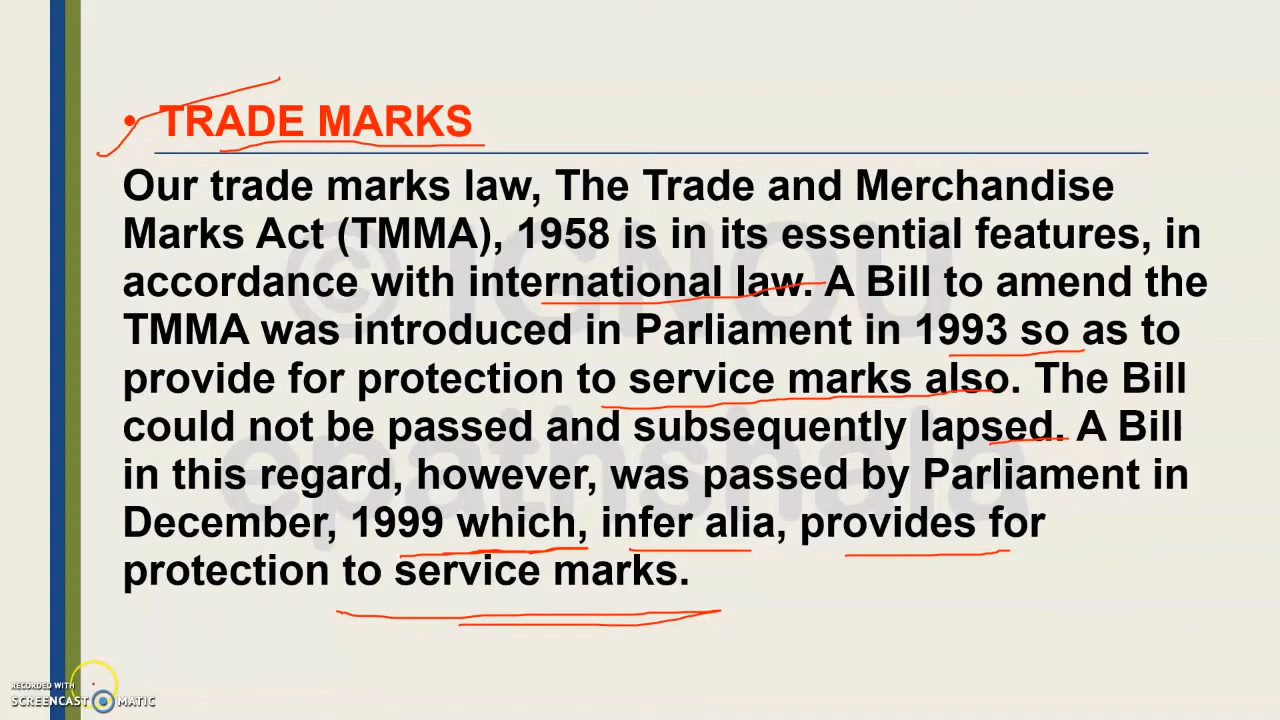 • TRADE MARKS
Our trade marks law, The Trade and Merchandise
Marks Act (TMMA), 1958 is in its essential features, in
accordance with international law. A Bill to amend the
TMMA was introduced in Parliament in 1993 so as to
provide for protection to service marks also. The Bill
could not be passed and subsequently lapsed. A Bill
in this regard, however, was passed by Parliament in
December, 1999 which, infer alia, provides for
protection to service marks.
© IGNOU
epathshala
RECORDED WITH
SCREENCAST MATIC